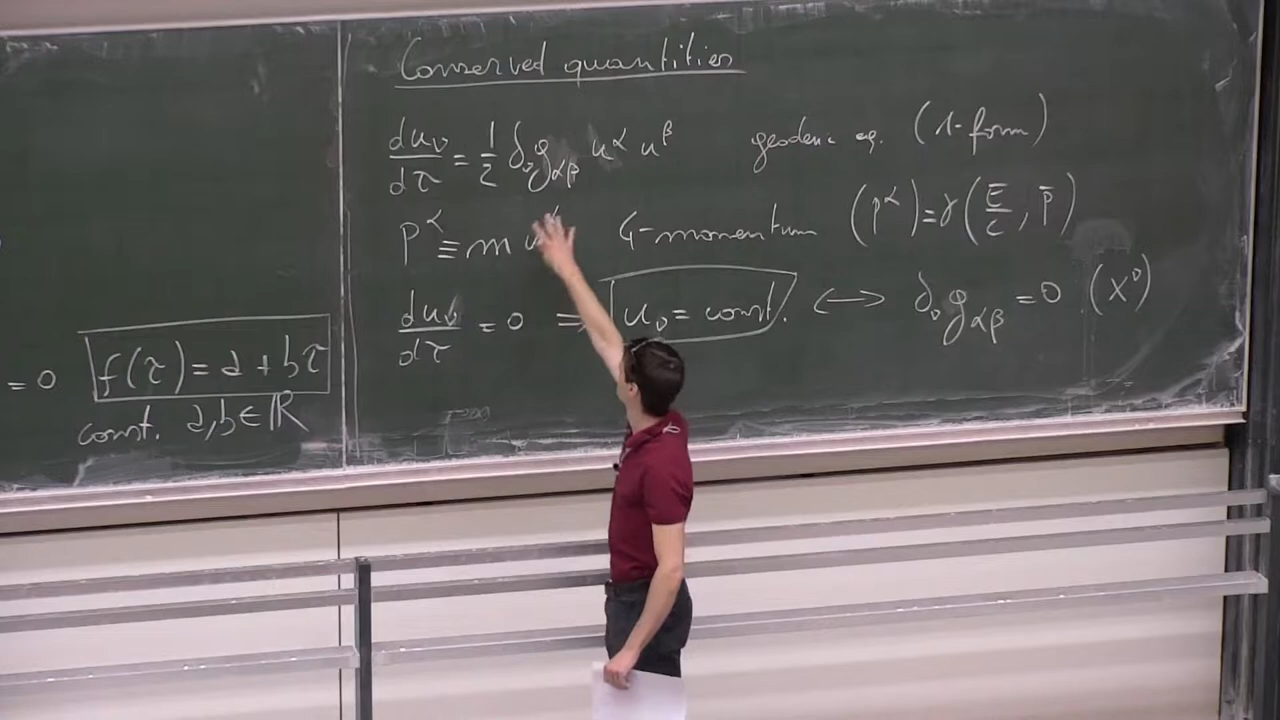 = 0 f(τ) = a + bτ
const. a, b ∈ ℝ
Conserved quantities
du_ν/dτ = 1/2 ∂_ν g_αβ u^α u^β geodesic eq. (1-form)
p^α ≡ m u^α 4-momentum (p^α) = γ(E/c, p̄)
du_ν/dτ = 0 ⇒ u_ν = const. ⟷ ∂_ν g_αβ = 0 (x^ν)